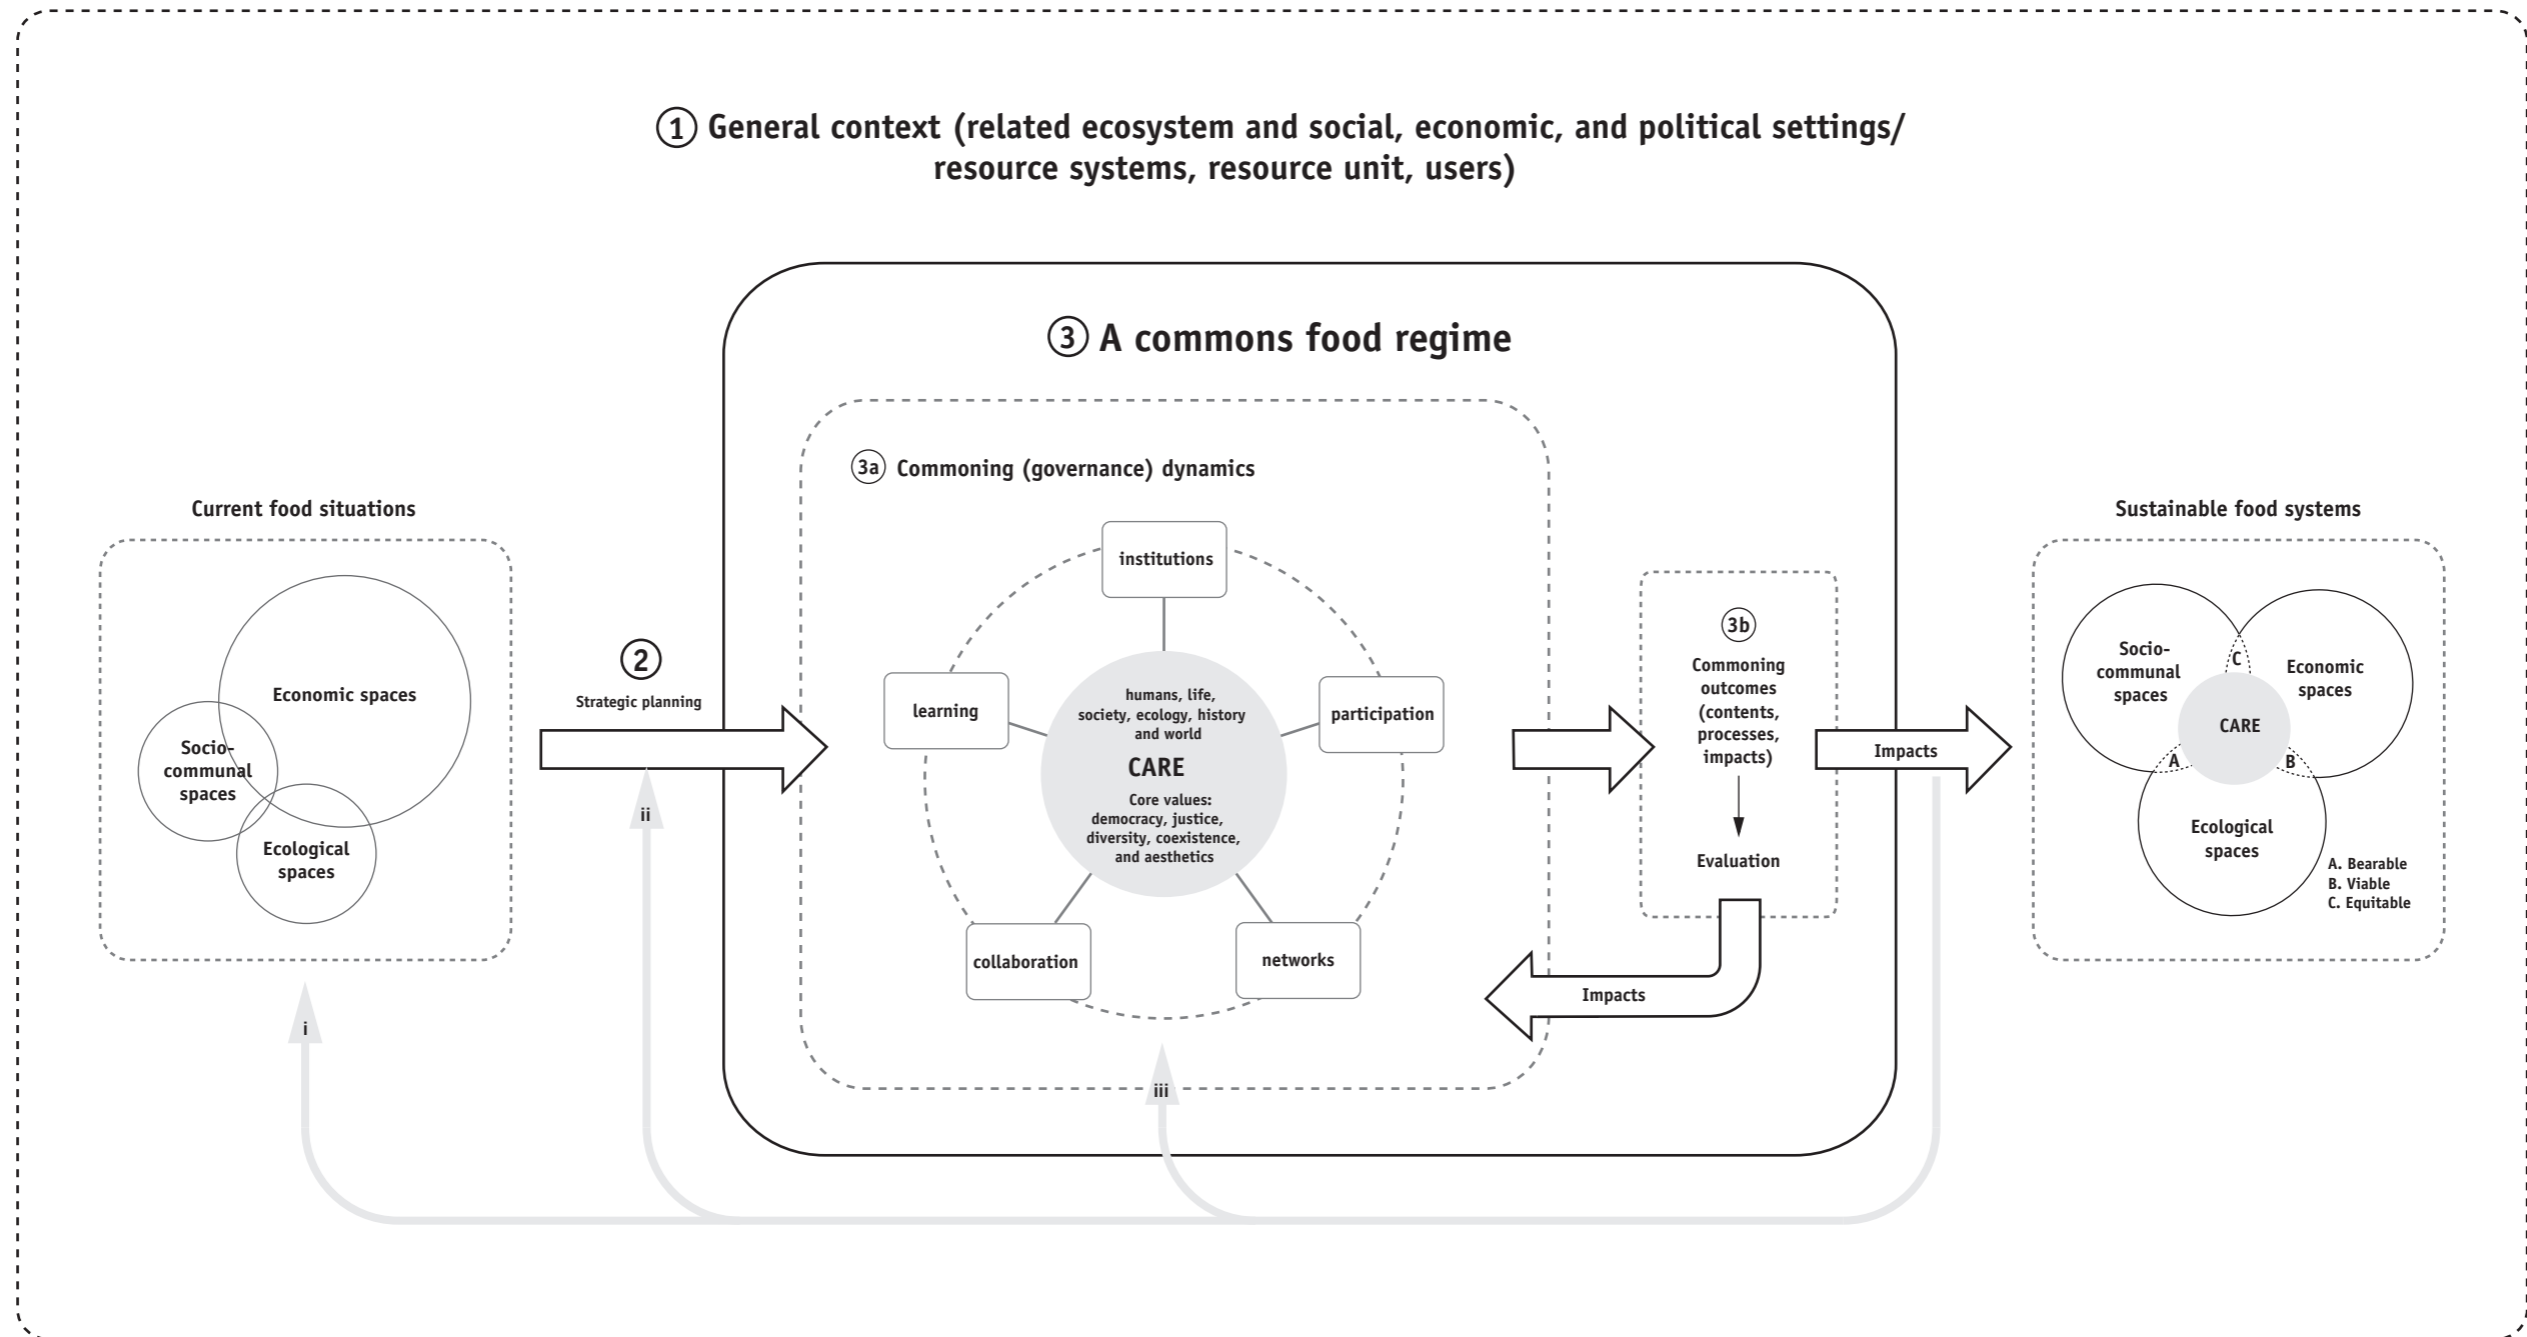 1 General context (related ecosystem and social, economic, and political settings/
resource systems, resource unit, users)
3 A commons food regime
3a Commoning (governance) dynamics
Current food situations
Economic spaces
Socio-
communal
spaces
Ecological
spaces
2
Strategic planning
institutions
learning
participation
humans, life,
society, ecology, history
and world
CARE
Core values:
democracy, justice,
diversity, coexistence,
and aesthetics
collaboration
networks
3b
Commoning
outcomes
(contents,
processes,
impacts)
Evaluation
Impacts
Impacts
Sustainable food systems
Socio-
communal
spaces
C
Economic
spaces
CARE
A
B
Ecological
spaces
A. Bearable
B. Viable
C. Equitable
i
ii
iii